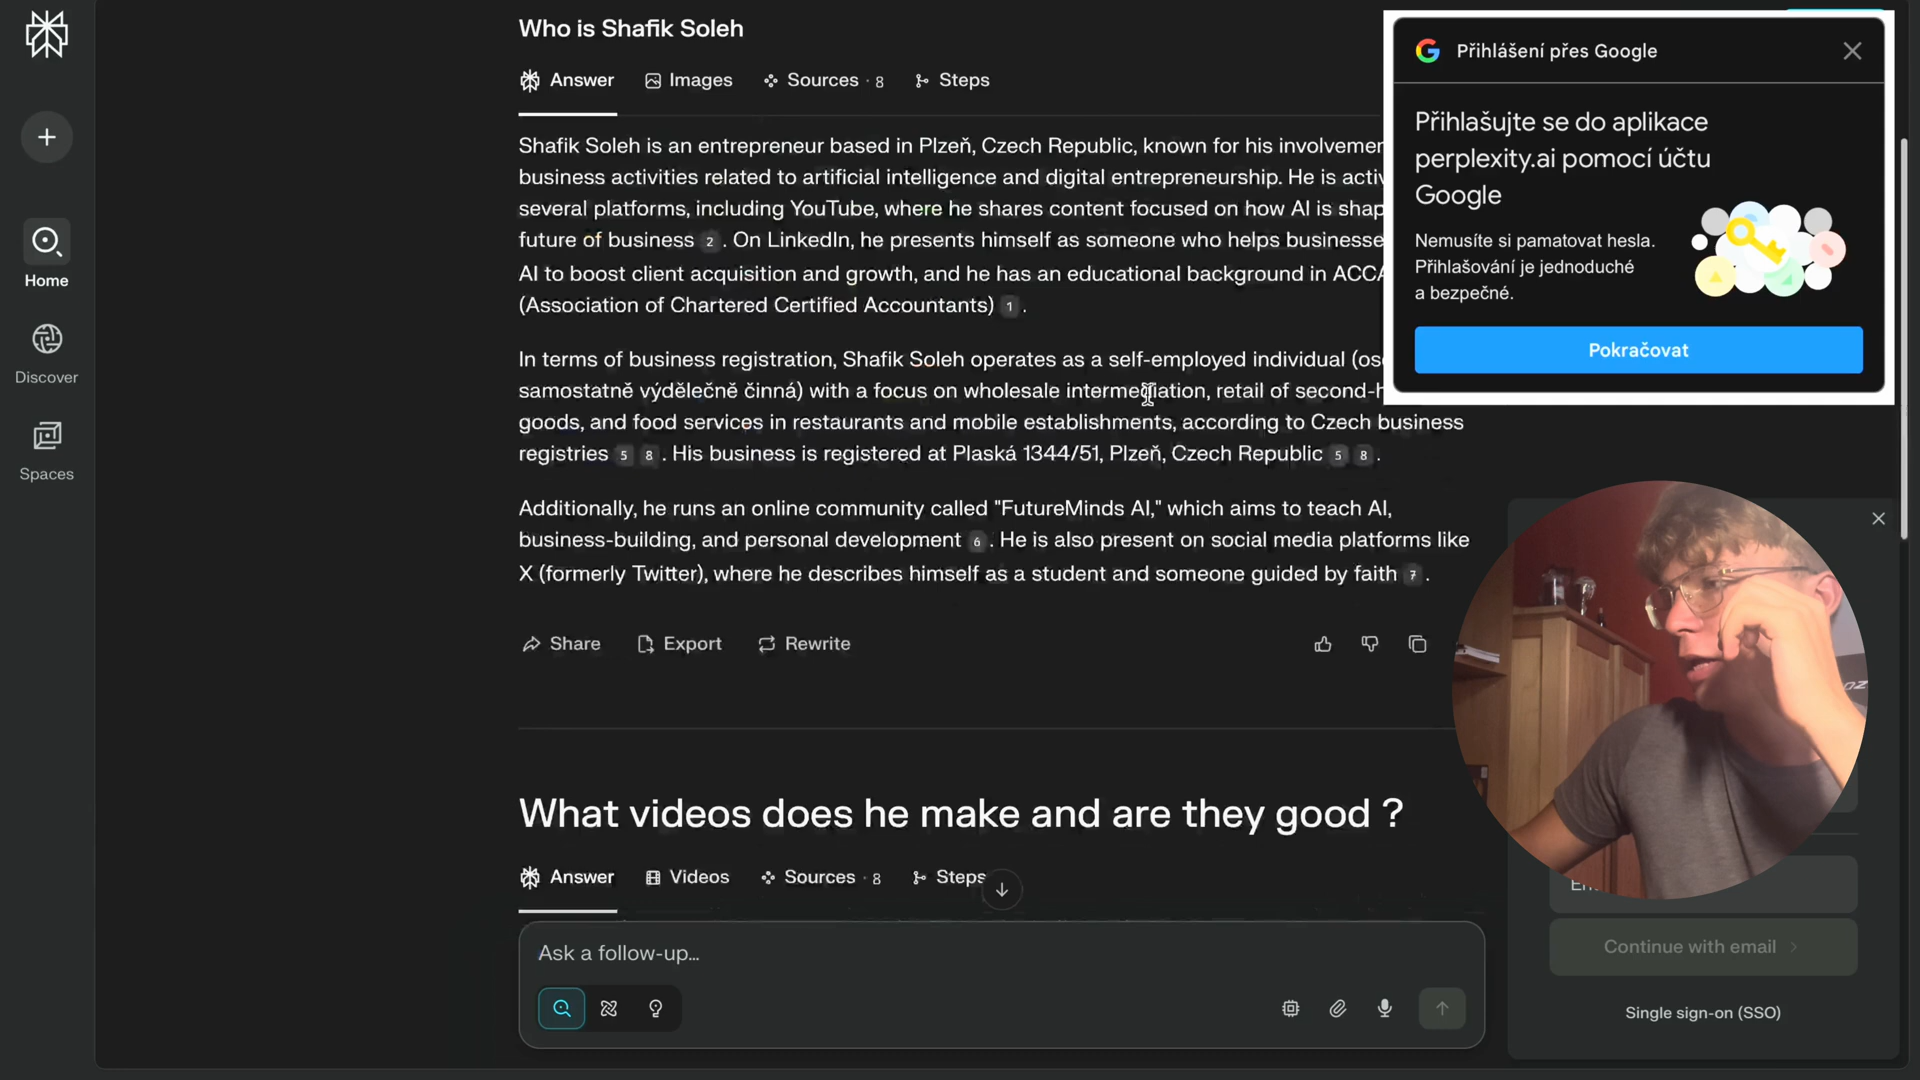 Who is Shafik Soleh
Answer
Images
Sources · 8
Steps
Shafik Soleh is an entrepreneur based in Plzeň, Czech Republic, known for his
business activities related to artificial intelligence and digital entrepreneurship. He is
several platforms, including YouTube, where he shares content focused on how AI is
future of business 2 . On LinkedIn, he presents himself as someone who helps
AI to boost client acquisition and growth, and he has an educational background in ACCA
(Association of Chartered Certified Accountants) 1 .
In terms of business registration, Shafik Soleh operates as a self-employed individual
samostatně výdělečně činná) with a focus on wholesale intermediation, retail of
goods, and food services in restaurants and mobile establishments, according to Czech business
registries 5 8 . His business is registered at Plaská 1344/51, Plzeň, Czech Republic 5 8 .
Additionally, he runs an online community called "FutureMinds AI," which aims to teach AI,
business-building, and personal development 6 . He is also present on social media platforms like
X (formerly Twitter), where he describes himself as a student and someone guided by faith 7 .
Share
Export
Rewrite
What videos does he make and are they good ?
Answer
Videos
Sources · 8
Steps
Ask a follow-up...
Home
Discover
Spaces
Přihlášení přes Google
Přihlašujte se do aplikace
perplexity.ai pomocí účtu
Google
Nemusíte si pamatovat hesla.
Přihlašování je jednoduché
a bezpečné.
Pokračovat
Continue with email
Single sign-on (SSO)